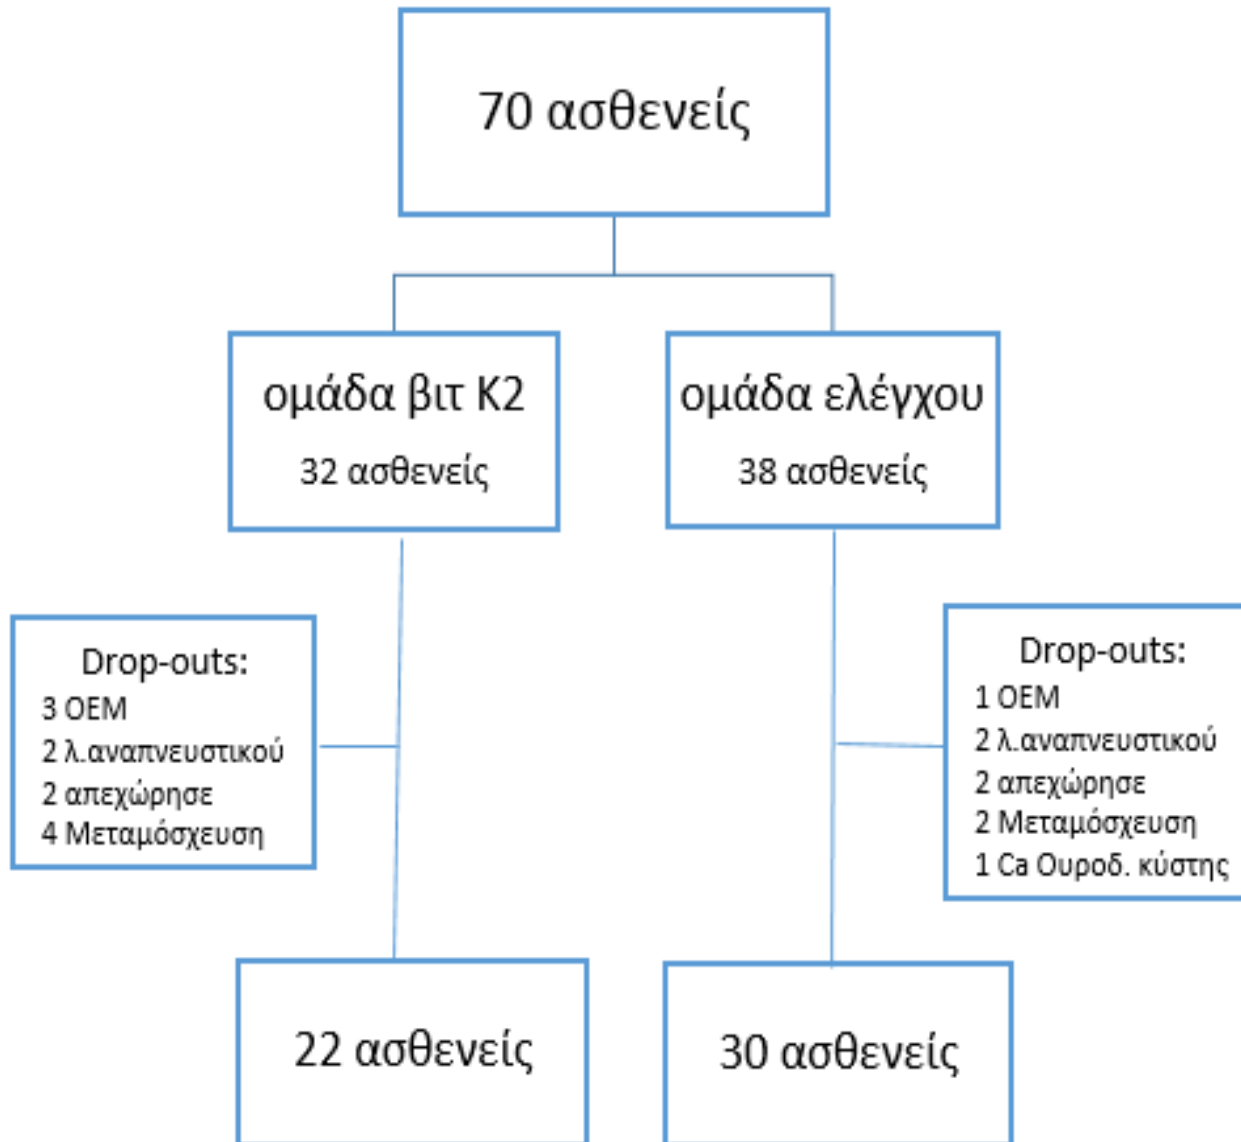 70 ασθενείς
ομάδα βιτ Κ2
32 ασθενείς
ομάδα ελέγχου
38 ασθενείς
Drop-outs:
3 ΟΕΜ
2 λ.αναπνευστικού
2 απεχώρησε
4 Μεταμόσχευση
Drop-outs:
1 ΟΕΜ
2 λ.αναπνευστικού
2 απεχώρησε
2 Μεταμόσχευση
1 Ca Ουροδ. κύστης
22 ασθενείς
30 ασθενείς